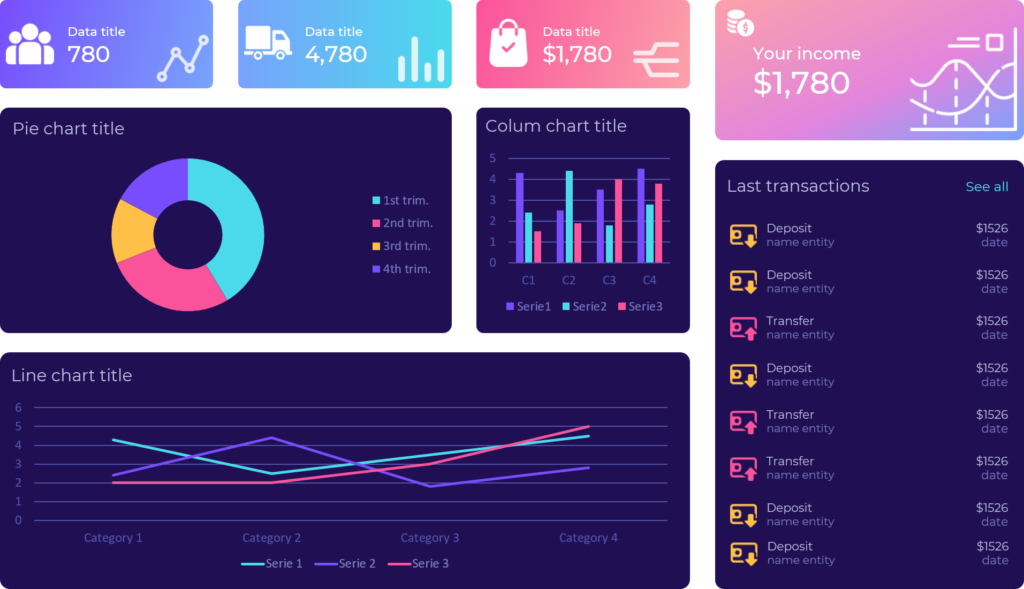 Data title
780
Data title
4,780
Data title
$1,780
Your income
$1,780
Pie chart title
1st trim.
2nd trim.
3rd trim.
4th trim.
Colum chart title
5
4
3
2
1
0
C1 C2 C3 C4
Serie1 Serie2 Serie3
Last transactions See all
Deposit $1526
name entity date
Deposit $1526
name entity date
Transfer $1526
name entity date
Deposit $1526
name entity date
Transfer $1526
name entity date
Transfer $1526
name entity date
Deposit $1526
name entity date
Deposit $1526
name entity date
Line chart title
6
5
4
3
2
1
0
Category 1 Category 2 Category 3 Category 4
Serie 1 Serie 2 Serie 3